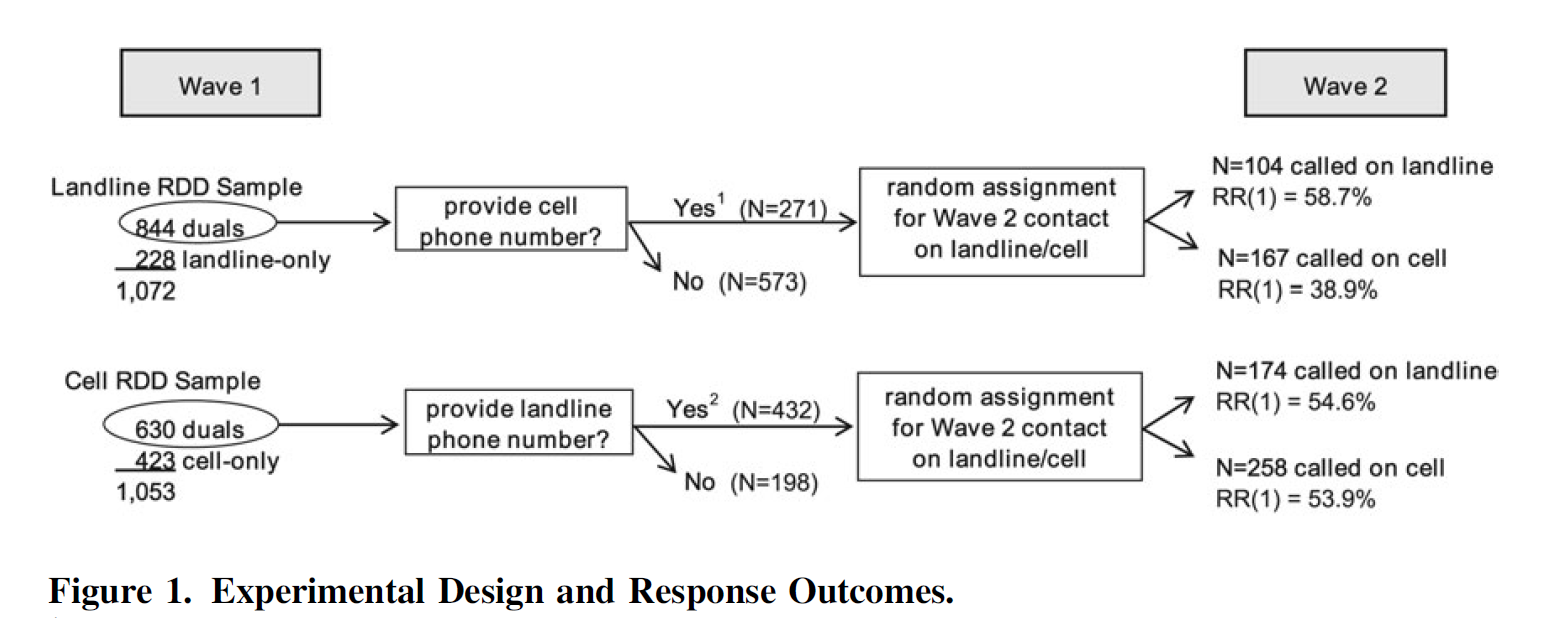 Wave 1
Wave 2
Landline RDD Sample
844 duals
228 landline-only
1,072
provide cell
phone number?
Yes1 (N=271)
No (N=573)
random assignment
for Wave 2 contact
on landline/cell
N=104 called on landline
RR(1) = 58.7%
N=167 called on cell
RR(1) = 38.9%
Cell RDD Sample
630 duals
423 cell-only
1,053
provide landline
phone number?
Yes2 (N=432)
No (N=198)
random assignment
for Wave 2 contact
on landline/cell
N=174 called on landline
RR(1) = 54.6%
N=258 called on cell
RR(1) = 53.9%
Figure 1. Experimental Design and Response Outcomes.